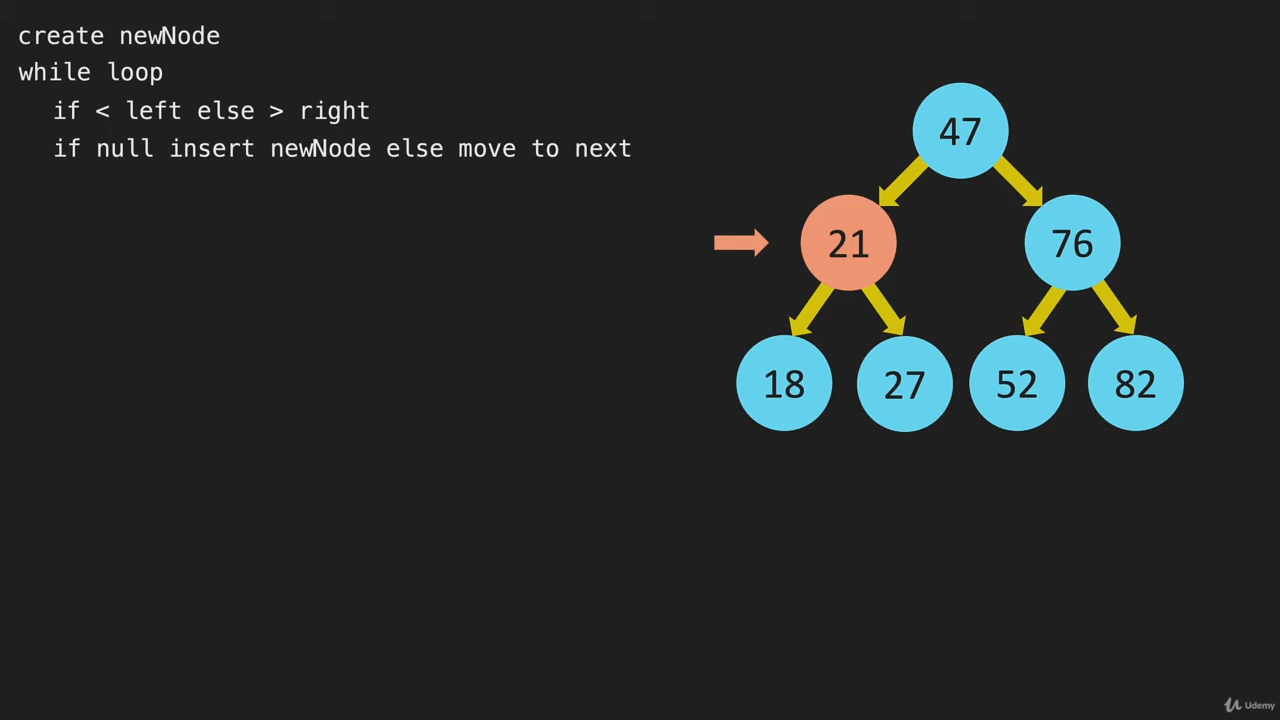 create newNode
while loop
if < left else > right
if null insert newNode else move to next
47
21
76
18
27
52
82
Udemy